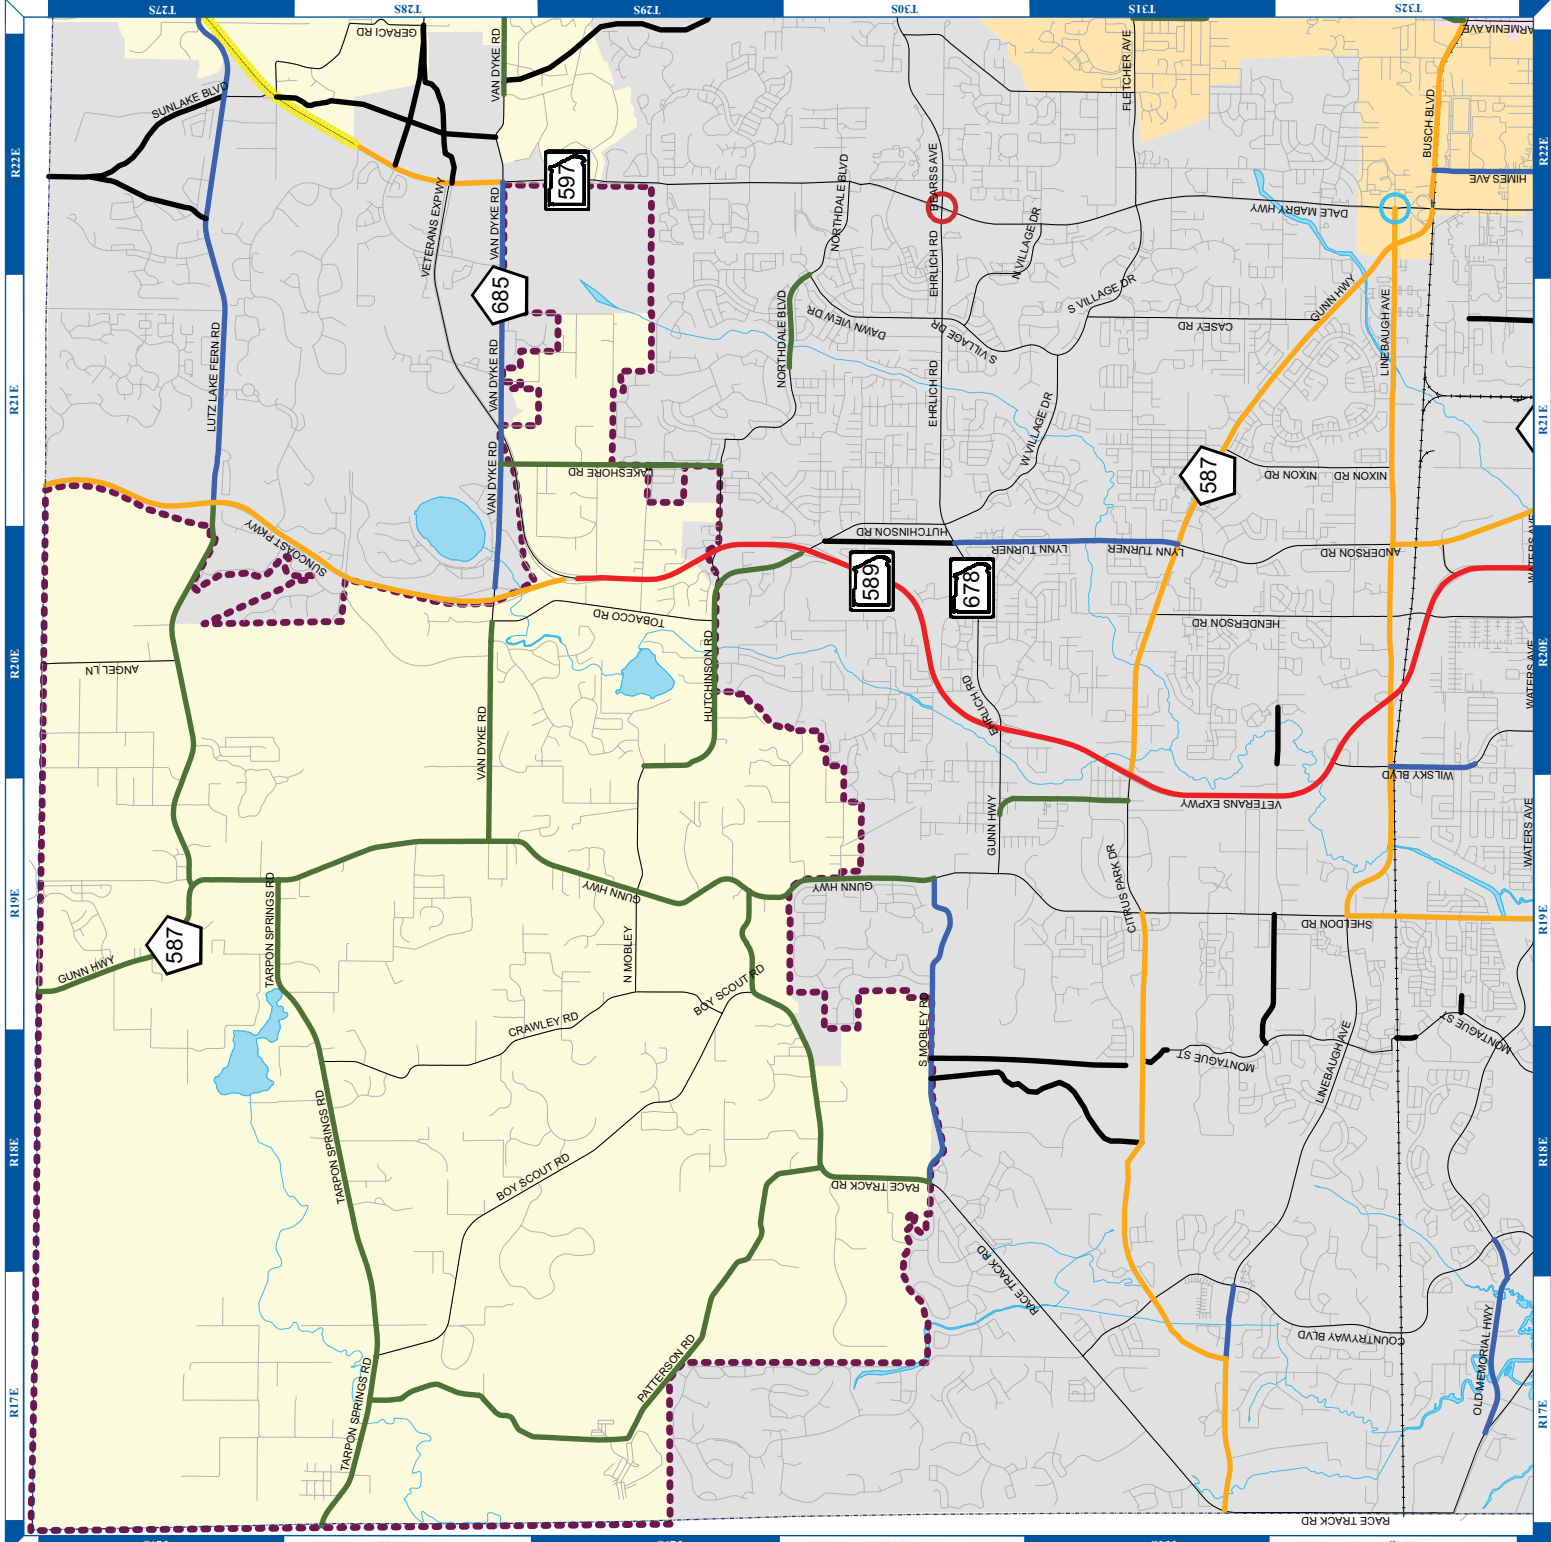 T27S
T28S
T29S
T30S
T31S
T32S
GERACI RD
VAN DYKE RD
FLETCHER AVE
ARMENIA AVE
SUNLAKE BLVD
BUSCH BLVD
R22E
R22E
597
NORTHDALE BLVD
BEARSS AVE
HIMES AVE
VETERANS EXPWY
VAN DYKE RD
DALE MABRY HWY
N VILLAGE DR
EHRLICH RD
685
S VILLAGE DR
GUNN HWY
LINEBAUGH AVE
NORTHDALE BLVD
DAWN VIEW DR
CASEY RD
LUTZ LAKE FERN RD
VAN DYKE RD
VAN DYKE RD
S VILLAGE DR
EHRLICH RD
R21E
R21E
W VILLAGE DR
VAN DYKE RD
LAKESHORE RD
587
NIXON RD
NIXON RD
SUNCOAST PKWY
HUTCHINSON RD
LYNN TURNER
LYNN TURNER
ANDERSON RD
WATERS AVE
589
678
TOBACCO RD
HENDERSON RD
R20E
R20E
ANGEL LN
HUTCHINSON RD
EHRLICH RD
WATERS AVE
VAN DYKE RD
WILSKY BLVD
VETERANS EXPWY
GUNN HWY
WATERS AVE
GUNN HWY
GUNN HWY
CITRUS PARK DR
TARPON SPRINGS RD
SHELDON RD
R19E
R19E
587
GUNN HWY
N MOBLEY
BOY SCOUT RD
CRAWLEY RD
S MOBLEY RD
MONTAGUE ST
MONTAGUE ST
LINEBAUGH AVE
TARPON SPRINGS RD
R18E
R18E
BOY SCOUT RD
RACE TRACK RD
RACE TRACK RD
COUNTRYWAY BLVD
OLD MEMORIAL HWY
PATTERSON RD
TARPON SPRINGS RD
R17E
R17E
TARPON SPRINGS RD
RACE TRACK RD